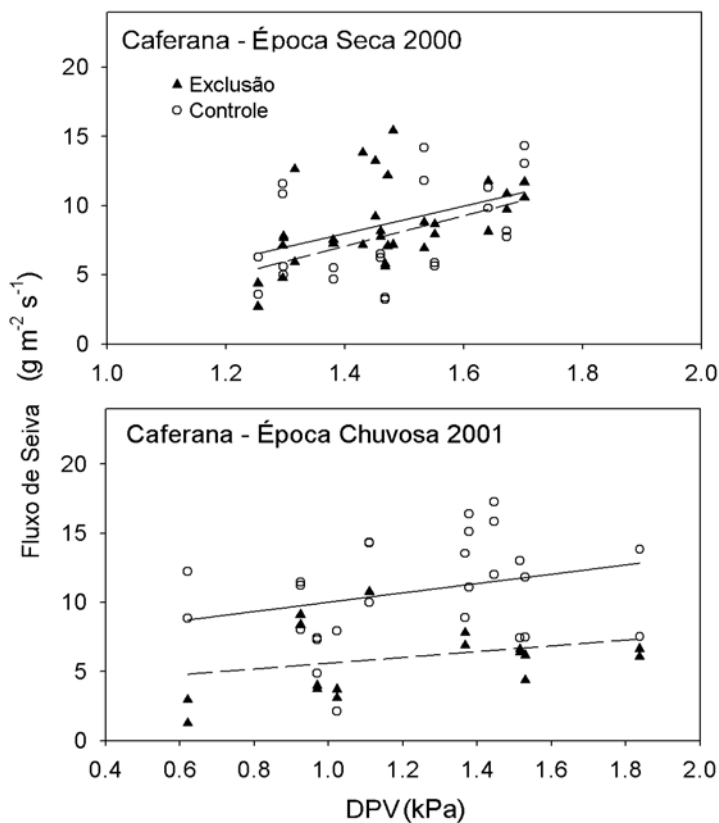 Caferana - Época Seca 2000
Exclusão
Controle
20
15
10
5
0
1.0 1.2 1.4 1.6 1.8 2.0
Fluxo de Seiva (g m-2 s-1)
Caferana - Época Chuvosa 2001
20
15
10
5
0
0.4 0.6 0.8 1.0 1.2 1.4 1.6 1.8 2.0
DPV (kPa)